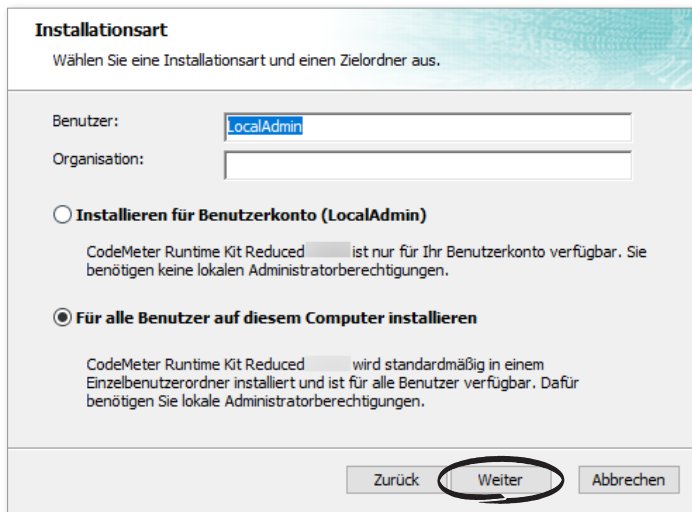 Installationsart
Wählen Sie eine Installationsart und einen Zielordner aus.
Benutzer:
LocalAdmin
Organisation:
Installieren für Benutzerkonto (LocalAdmin)
CodeMeter Runtime Kit Reduced ist nur für Ihr Benutzerkonto verfügbar. Sie
benötigen keine lokalen Administratorberechtigungen.
Für alle Benutzer auf diesem Computer installieren
CodeMeter Runtime Kit Reduced wird standardmäßig in einem
Einzelbenutzerordner installiert und ist für alle Benutzer verfügbar. Dafür
benötigen Sie lokale Administratorberechtigungen.
Zurück Weiter Abbrechen